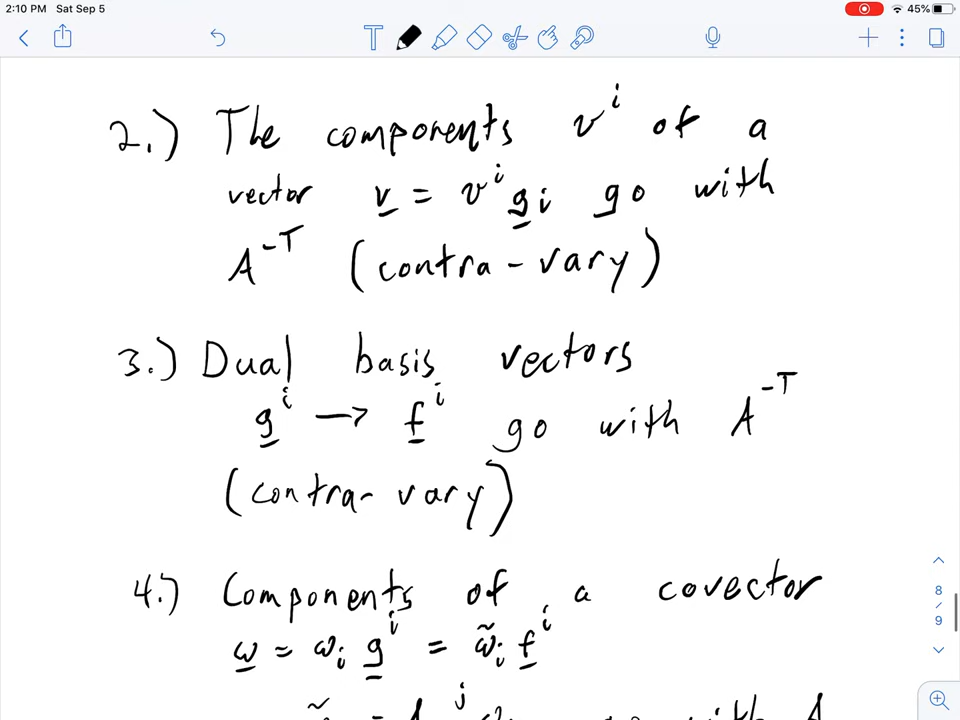 2:10 PM Sat Sep 5
45%
T
2.) The components v^i of a
vector v = v^i g_i go with
A^-T (contra-vary)
3.) Dual basis vectors
g^i → f^i go with A^-T
(contra-vary)
8
/
9
4.) Components of a covector
w = w_i g^i = w̃_i f^i